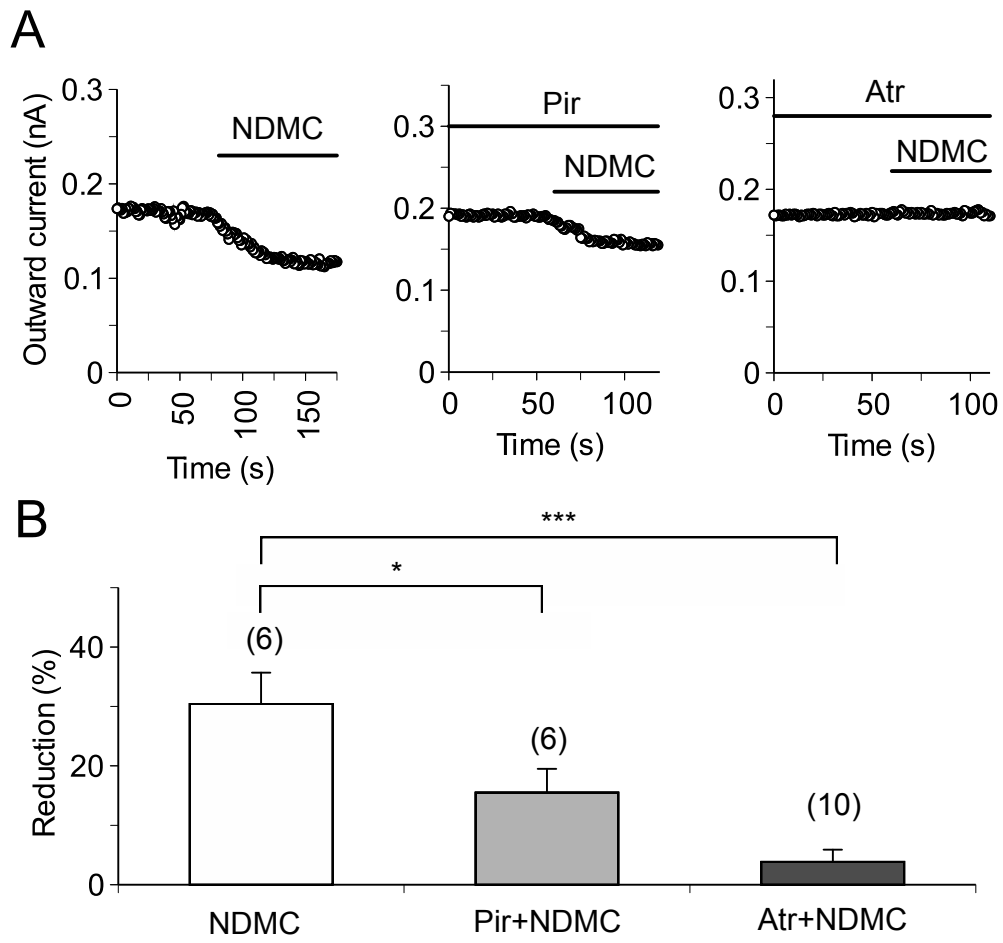 A
Outward current (nA)
0.3
0.2
0.1
0
NDMC
0
50
100
150
Time (s)
0.3
0.2
0.1
0
Pir
NDMC
0
50
100
Time (s)
0.3
0.2
0.1
0
Atr
NDMC
0
50
100
Time (s)
B
Reduction (%)
40
20
0
***
*
(6)
(6)
(10)
NDMC
Pir+NDMC
Atr+NDMC